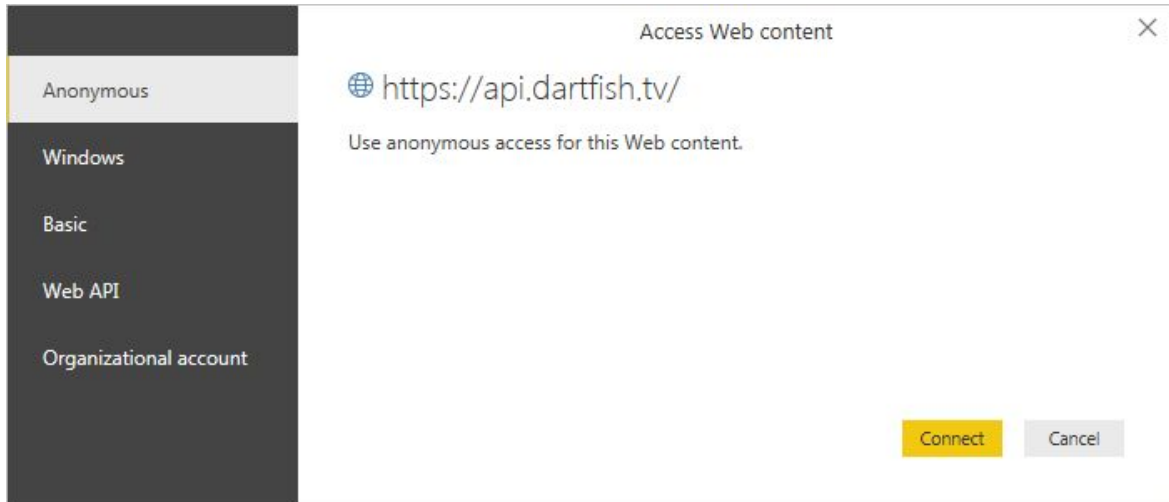 Access Web content
Anonymous
https://api.dartfish.tv/
Use anonymous access for this Web content.
Windows
Basic
Web API
Organizational account
Connect
Cancel